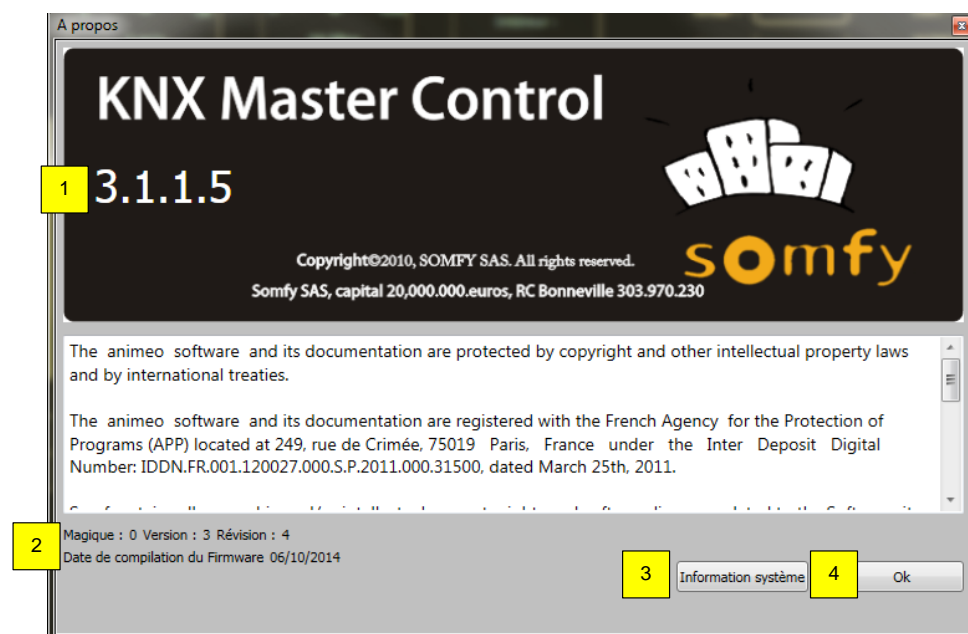 A propos
KNX Master Control
1
3.1.1.5
somfy
Copyright©2010, SOMFY SAS. All rights reserved.
Somfy SAS, capital 20,000.000.euros, RC Bonneville 303.970.230
The animeo software and its documentation are protected by copyright and other intellectual property laws
and by international treaties.
The animeo software and its documentation are registered with the French Agency for the Protection of
Programs (APP) located at 249, rue de Crimée, 75019 Paris, France under the Inter Deposit Digital
Number: IDDN.FR.001.120027.000.S.P.2011.000.31500, dated March 25th, 2011.
2
Magique : 0 Version : 3 Révision : 4
Date de compilation du Firmware 06/10/2014
3
Information système
4
Ok